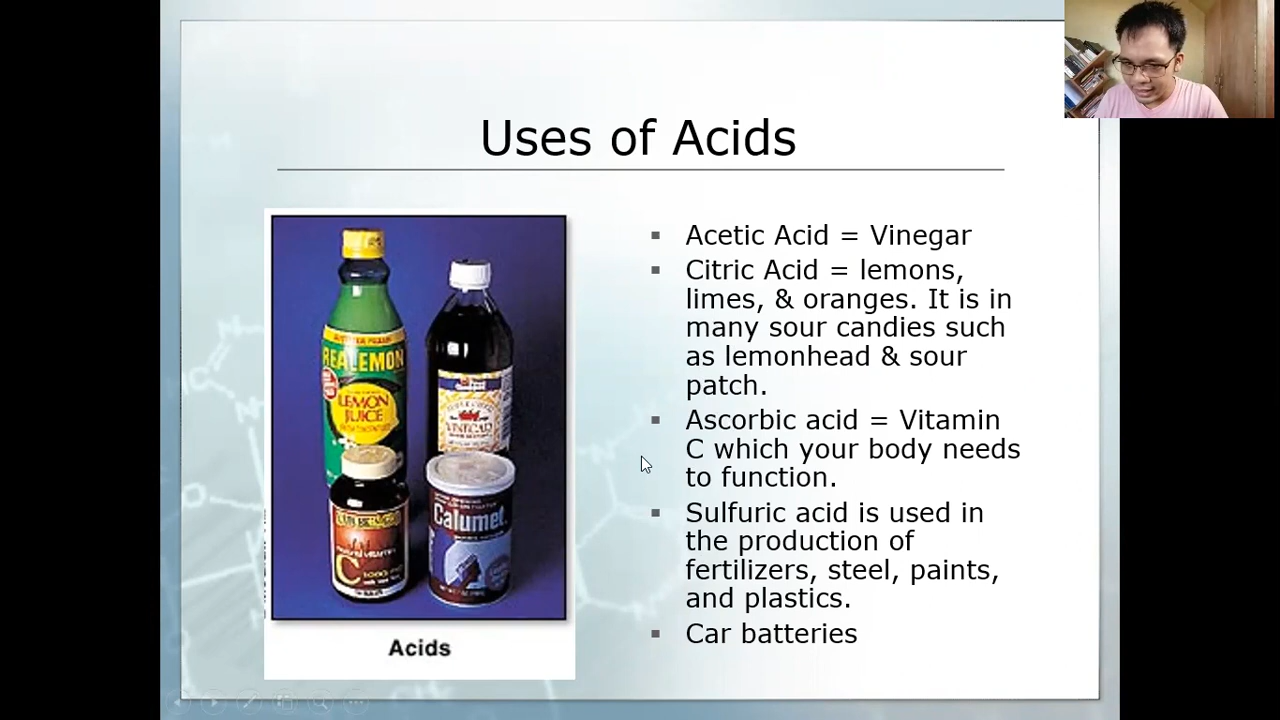 Uses of Acids
REALEMON
LEMON
JUICE
VINEGAR
C
Calumet
Acids
Acetic Acid = Vinegar
Citric Acid = lemons,
limes, & oranges. It is in
many sour candies such
as lemonhead & sour
patch.
Ascorbic acid = Vitamin
C which your body needs
to function.
Sulfuric acid is used in
the production of
fertilizers, steel, paints,
and plastics.
Car batteries